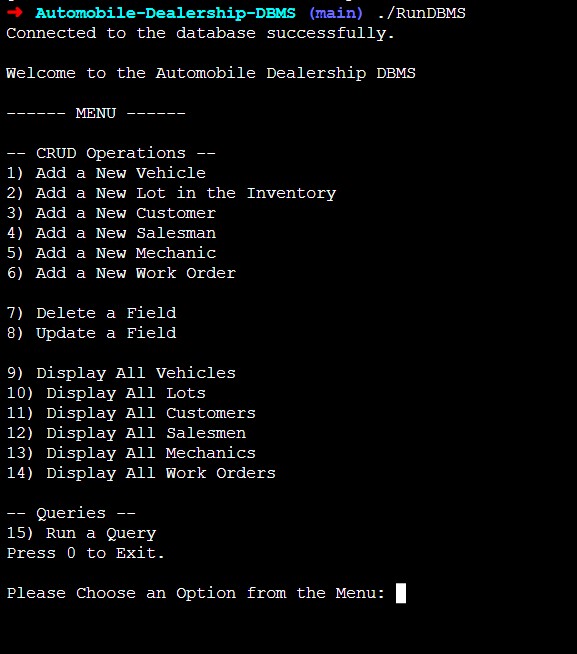 ➜ Automobile-Dealership-DBMS (main) ./RunDBMS
Connected to the database successfully.
Welcome to the Automobile Dealership DBMS
------ MENU ------
-- CRUD Operations --
1) Add a New Vehicle
2) Add a New Lot in the Inventory
3) Add a New Customer
4) Add a New Salesman
5) Add a New Mechanic
6) Add a New Work Order
7) Delete a Field
8) Update a Field
9) Display All Vehicles
10) Display All Lots
11) Display All Customers
12) Display All Salesmen
13) Display All Mechanics
14) Display All Work Orders
-- Queries --
15) Run a Query
Press 0 to Exit.
Please Choose an Option from the Menu: